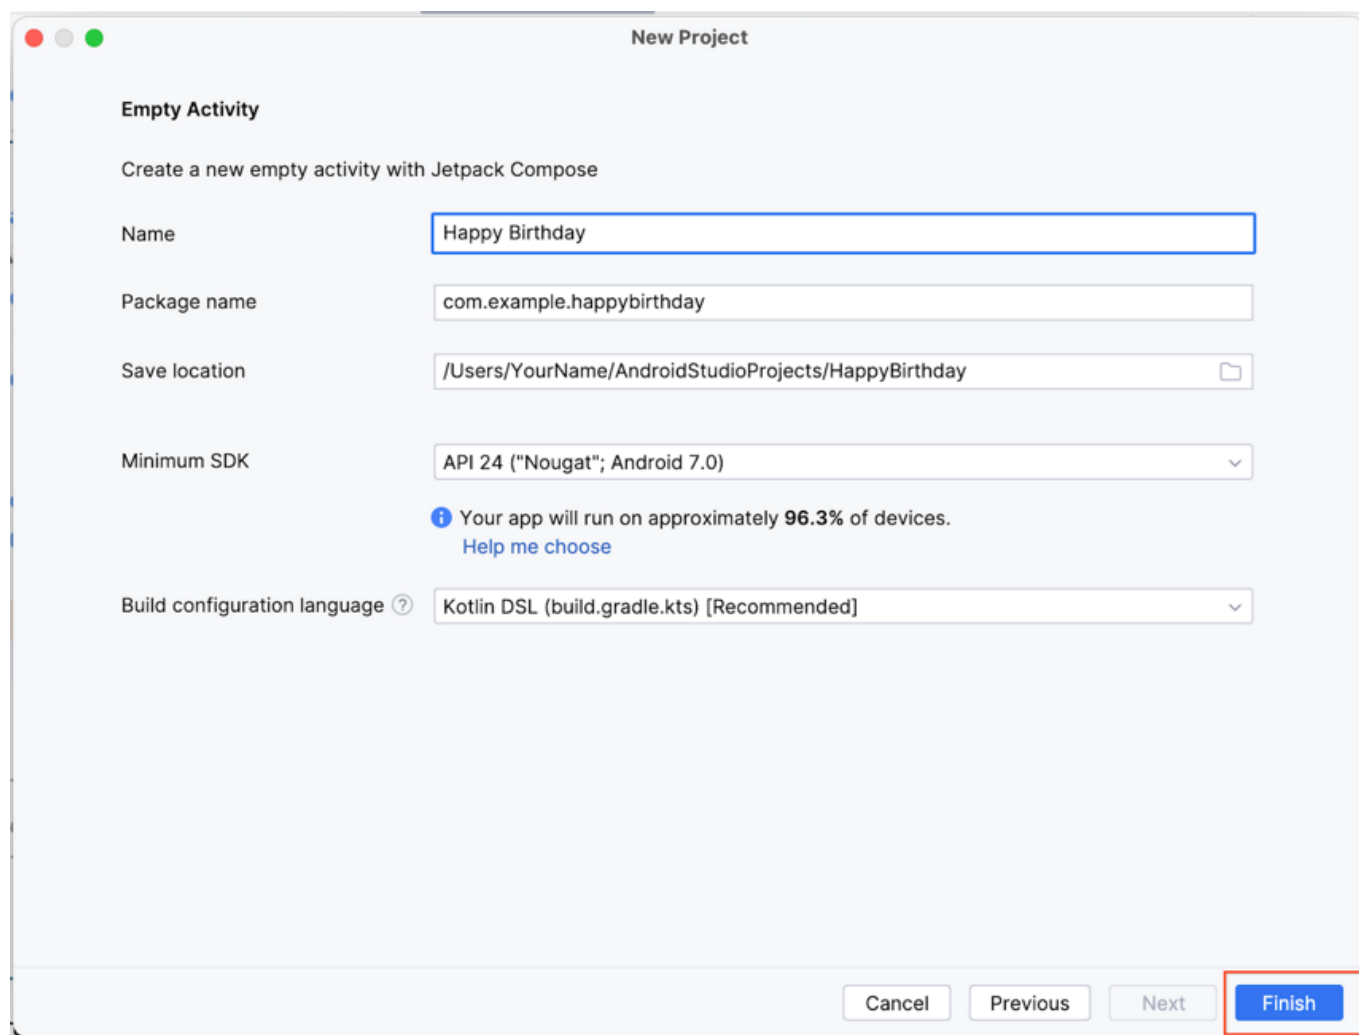 New Project
Empty Activity
Create a new empty activity with Jetpack Compose
Name
Happy Birthday
Package name
com.example.happybirthday
Save location
/Users/YourName/AndroidStudioProjects/HappyBirthday
Minimum SDK
API 24 ("Nougat"; Android 7.0)
Your app will run on approximately 96.3% of devices.
Help me choose
Build configuration language ?
Kotlin DSL (build.gradle.kts) [Recommended]
Cancel Previous Next Finish